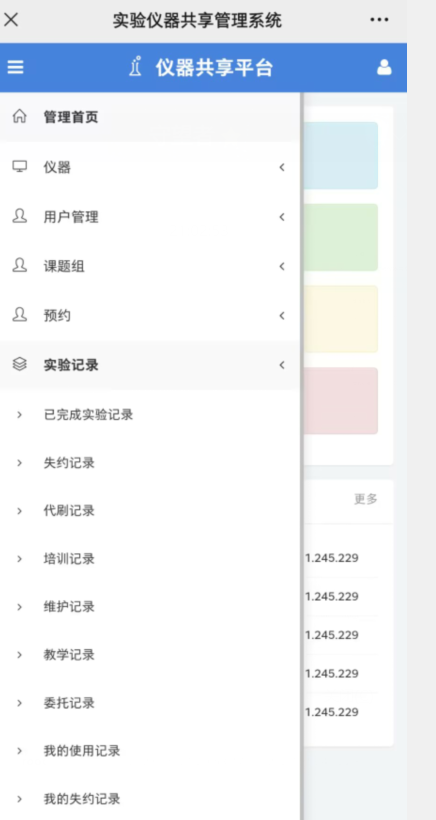 实验仪器共享管理系统
仪器共享平台
管理首页
仪器
用户管理
课题组
预约
实验记录
已完成实验记录
失约记录
更多
代刷记录
培训记录
1.245.229
维护记录
1.245.229
教学记录
1.245.229
1.245.229
委托记录
1.245.229
我的使用记录
我的失约记录